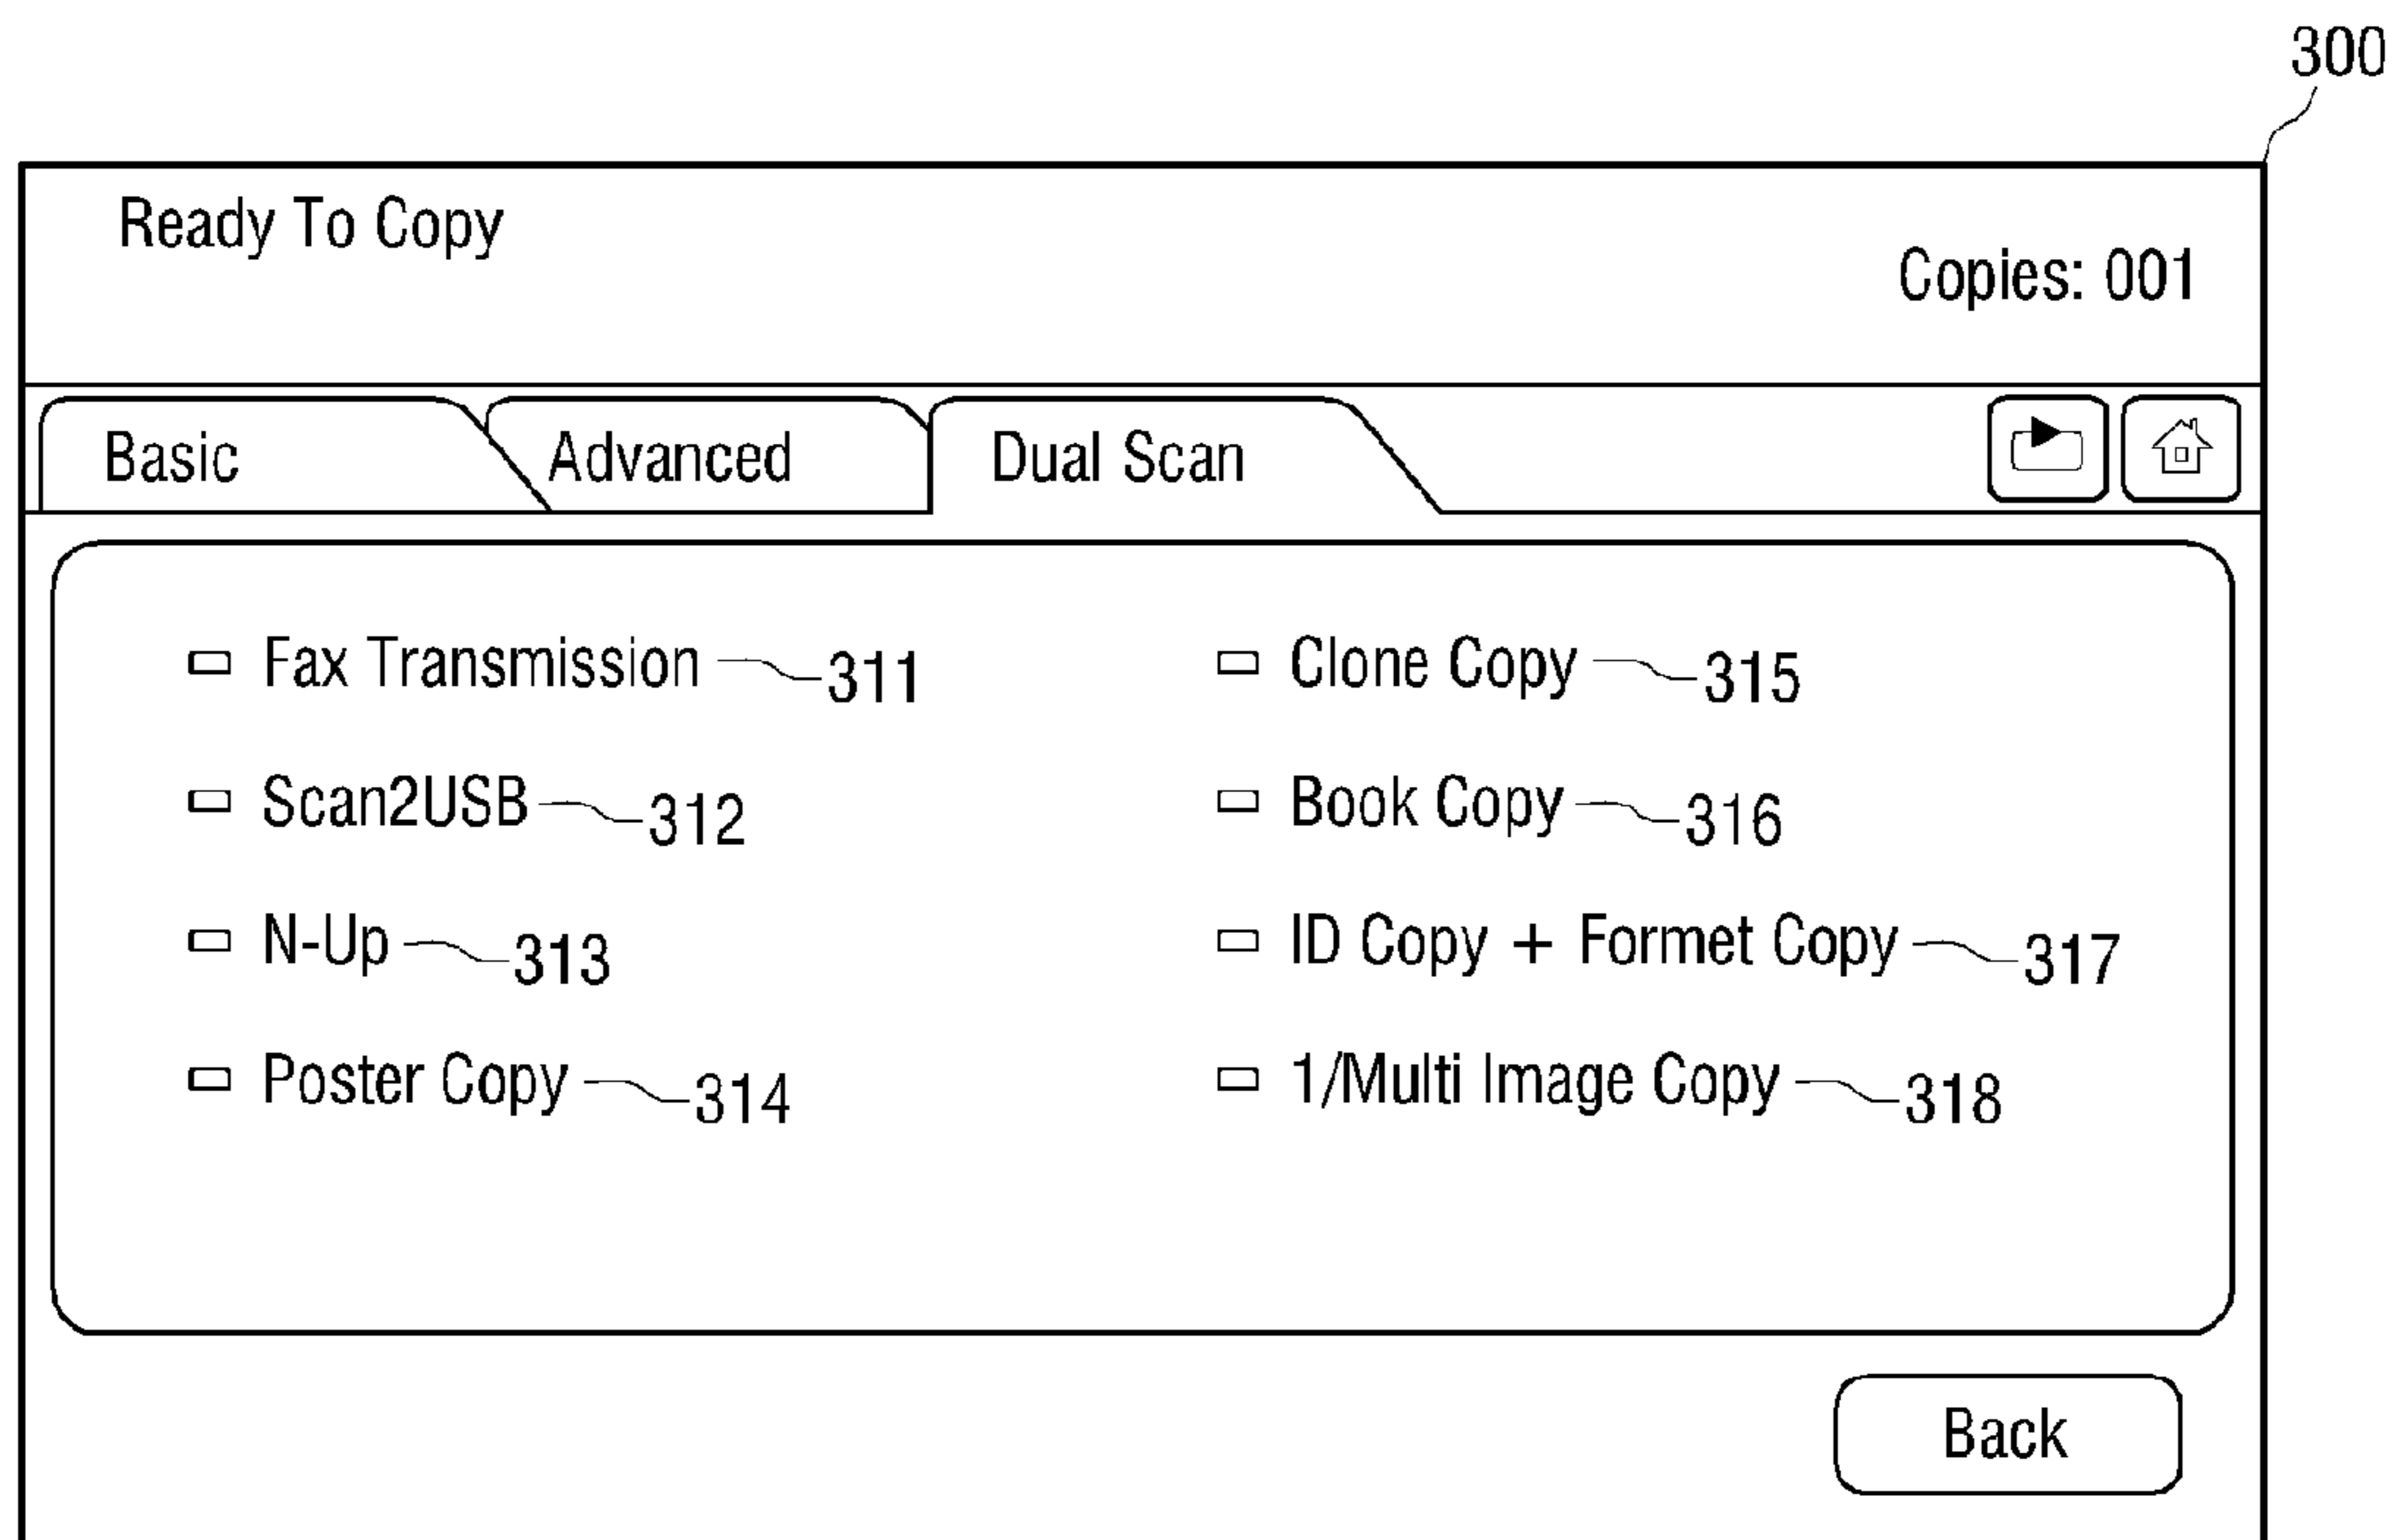 300
Ready To Copy
Copies: 001
Basic Advanced Dual Scan
Fax Transmission 311 Clone Copy 315
Scan2USB 312 Book Copy 316
N-Up 313 ID Copy + Formet Copy 317
Poster Copy 314 1/Multi Image Copy 318
Back